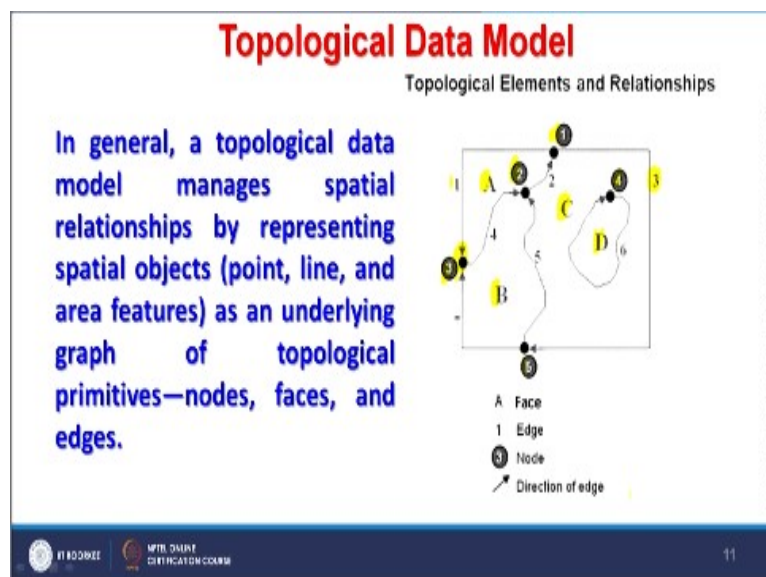 Topological Data Model
Topological Elements and Relationships
In general, a topological data
model manages spatial
relationships by representing
spatial objects (point, line, and
area features) as an underlying
graph of topological
primitives—nodes, faces, and
edges.
1
2
4
1
A
2
3
C
D
4
5
6
3
B
5
A Face
1 Edge
3 Node
Direction of edge
IIT ROORKEE
NPTEL ONLINE
CERTIFICATION COURSE
11